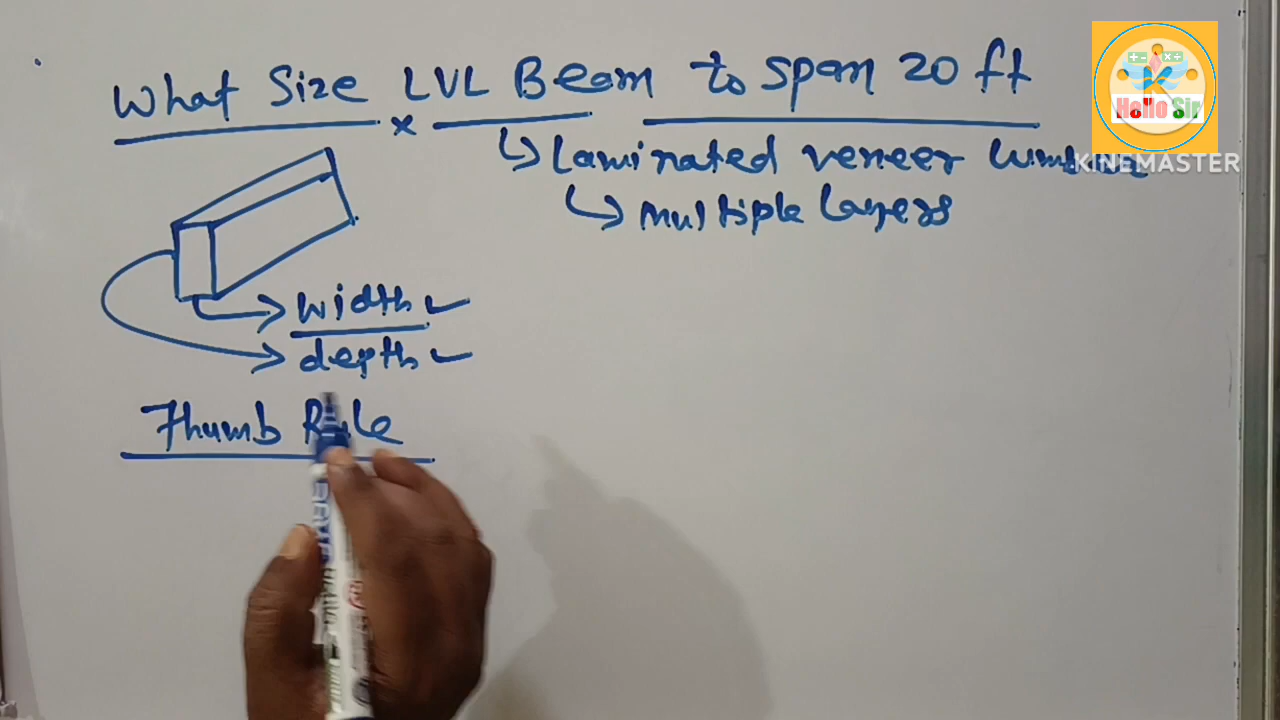 What Size LVL Beam to span 20 ft
Hello Sir
KINEMASTER
Laminated veneer
multiple layers
width
depth
Thumb Rule